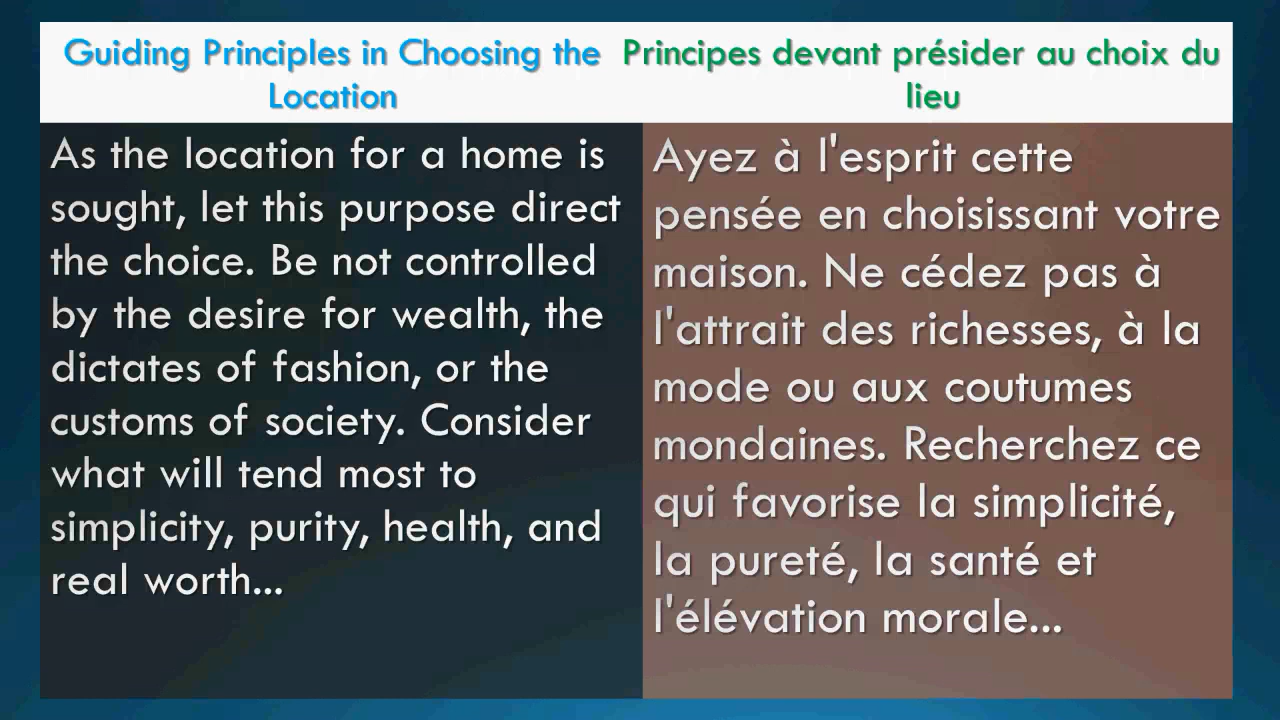 Guiding Principles in Choosing the
Location
As the location for a home is
sought, let this purpose direct
the choice. Be not controlled
by the desire for wealth, the
dictates of fashion, or the
customs of society. Consider
what will tend most to
simplicity, purity, health, and
real worth...
Principes devant présider au choix du
lieu
Ayez à l'esprit cette
pensée en choisissant votre
maison. Ne cédez pas à
l'attrait des richesses, à la
mode ou aux coutumes
mondaines. Recherchez ce
qui favorise la simplicité,
la pureté, la santé et
l'élévation morale...